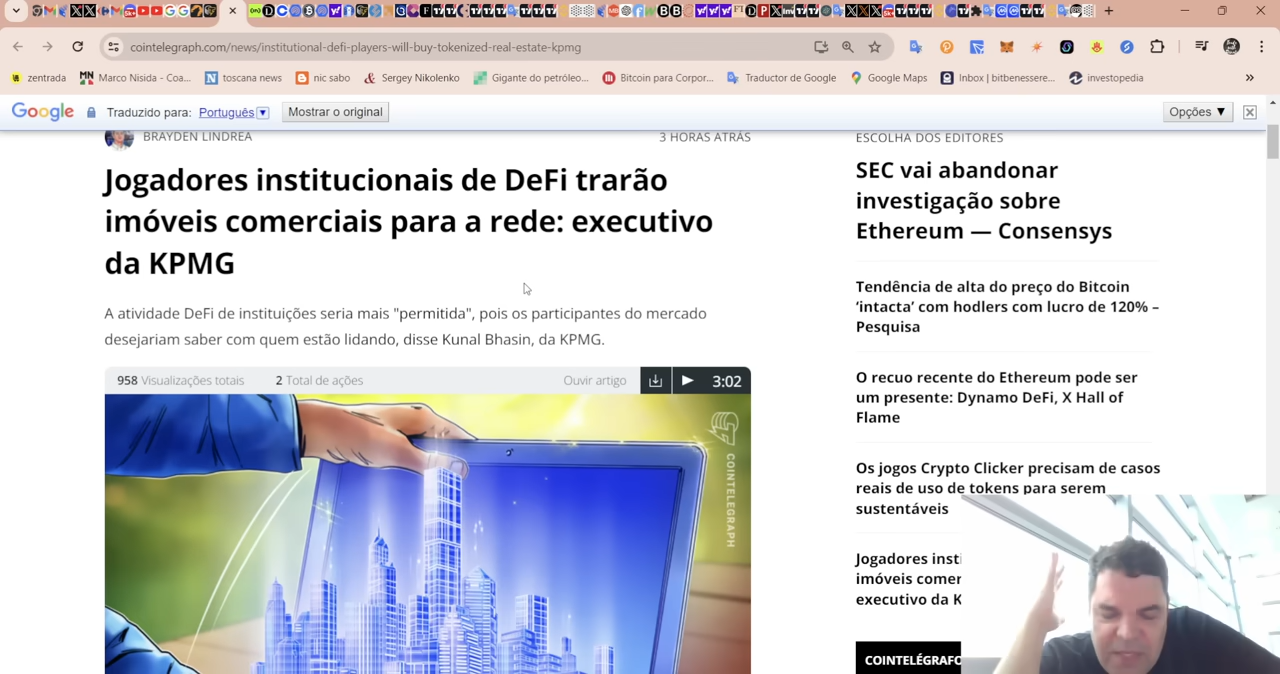 cointelegraph.com/news/institutional-defi-players-will-buy-tokenized-real-estate-kpmg
zentrada
Marco Nisida - Coa...
toscana news
nic sabo
Sergey Nikolenko
Gigante do petróleo...
Bitcoin para Corpor...
Traductor de Google
Google Maps
Inbox | bitbenessere...
investopedia
Google
Traduzido para:
Português
Mostrar o original
Opções ▼
BRAYDEN LINDREA
3 HORAS ATRÁS
Jogadores institucionais de DeFi trarão
imóveis comerciais para a rede: executivo
da KPMG
A atividade DeFi de instituições seria mais "permitida", pois os participantes do mercado
desejariam saber com quem estão lidando, disse Kunal Bhasin, da KPMG.
958 Visualizações totais
2 Total de ações
Ouvir artigo
3:02
COINTELEGRAPH
ESCOLHA DOS EDITORES
SEC vai abandonar
investigação sobre
Ethereum — Consensys
Tendência de alta do preço do Bitcoin
‘intacta’ com hodlers com lucro de 120% –
Pesquisa
O recuo recente do Ethereum pode ser
um presente: Dynamo DeFi, X Hall of
Flame
Os jogos Crypto Clicker precisam de casos
reais de uso de tokens para serem
sustentáveis
Jogadores insti
imóveis comer
executivo da K
COINTELÉGRAFO